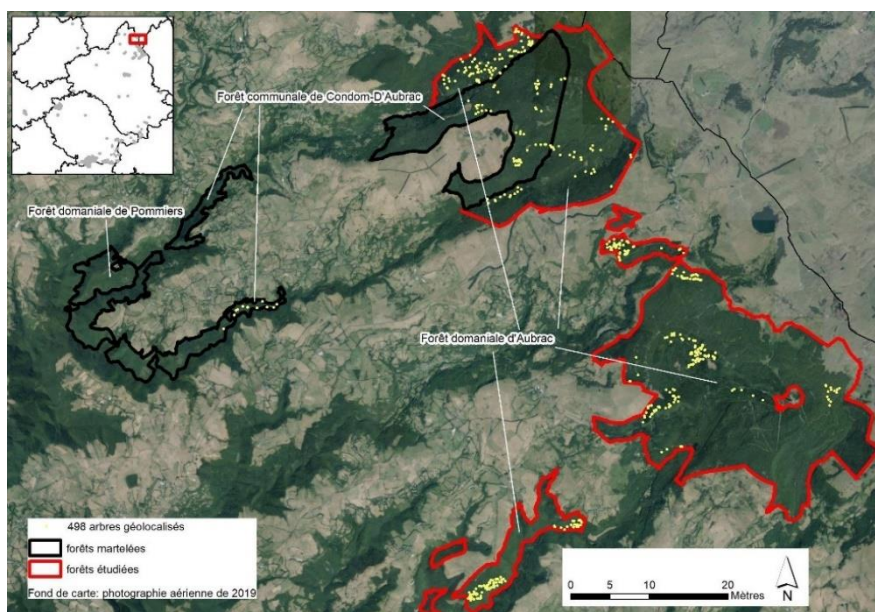 Forêt communale de Condom-D'Aubrac
Forêt domaniale de Pommiers
Forêt domaniale d'Aubrac
498 arbres géolocalisés
forêts martelées
forêts étudiées
Fond de carte: photographie aérienne de 2019
0 5 10 20
Mètres
N